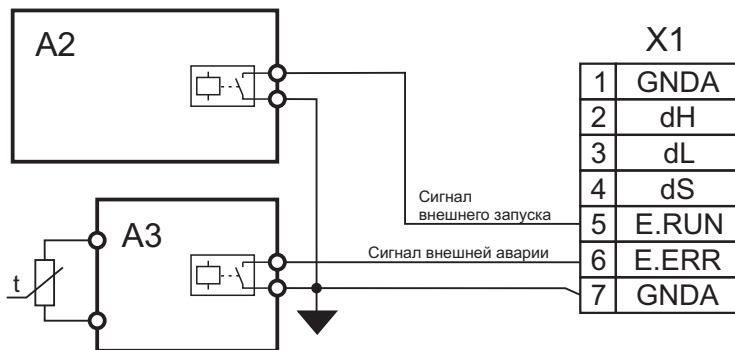 A2
X1
1 GNDA
2 dH
3 dL
4 dS
5 E.RUN
6 E.ERR
7 GNDA
Сигнал
внешнего запуска
A3
Сигнал внешней аварии
t